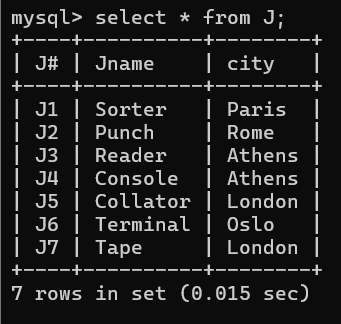 mysql> select * from J;
+----+----------+--------+
| J# | Jname    | city   |
+----+----------+--------+
| J1 | Sorter   | Paris  |
| J2 | Punch    | Rome   |
| J3 | Reader   | Athens |
| J4 | Console  | Athens |
| J5 | Collator | London |
| J6 | Terminal | Oslo   |
| J7 | Tape     | London |
+----+----------+--------+
7 rows in set (0.015 sec)